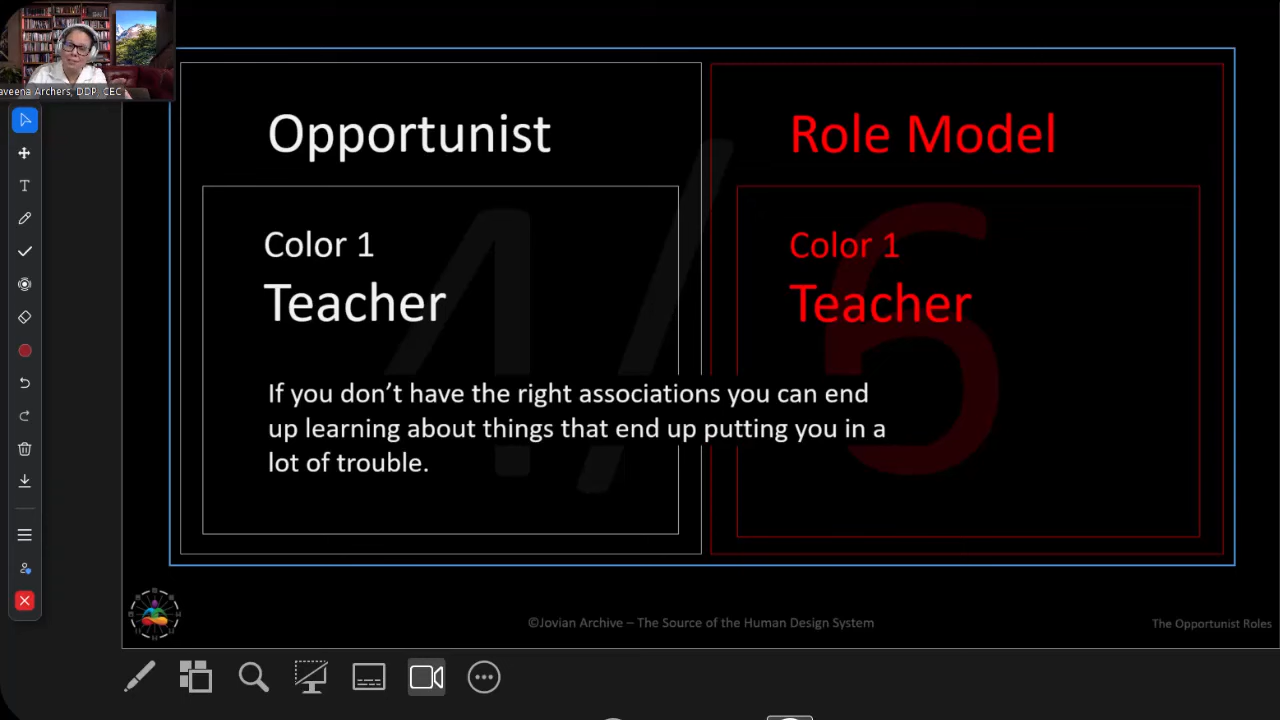 aveena Archers, DDP, CEC
Opportunist
Role Model
4/6
Color 1
Teacher
Color 1
Teacher
If you don’t have the right associations you can end
up learning about things that end up putting you in a
lot of trouble.
©Jovian Archive – The Source of the Human Design System
The Opportunist Roles